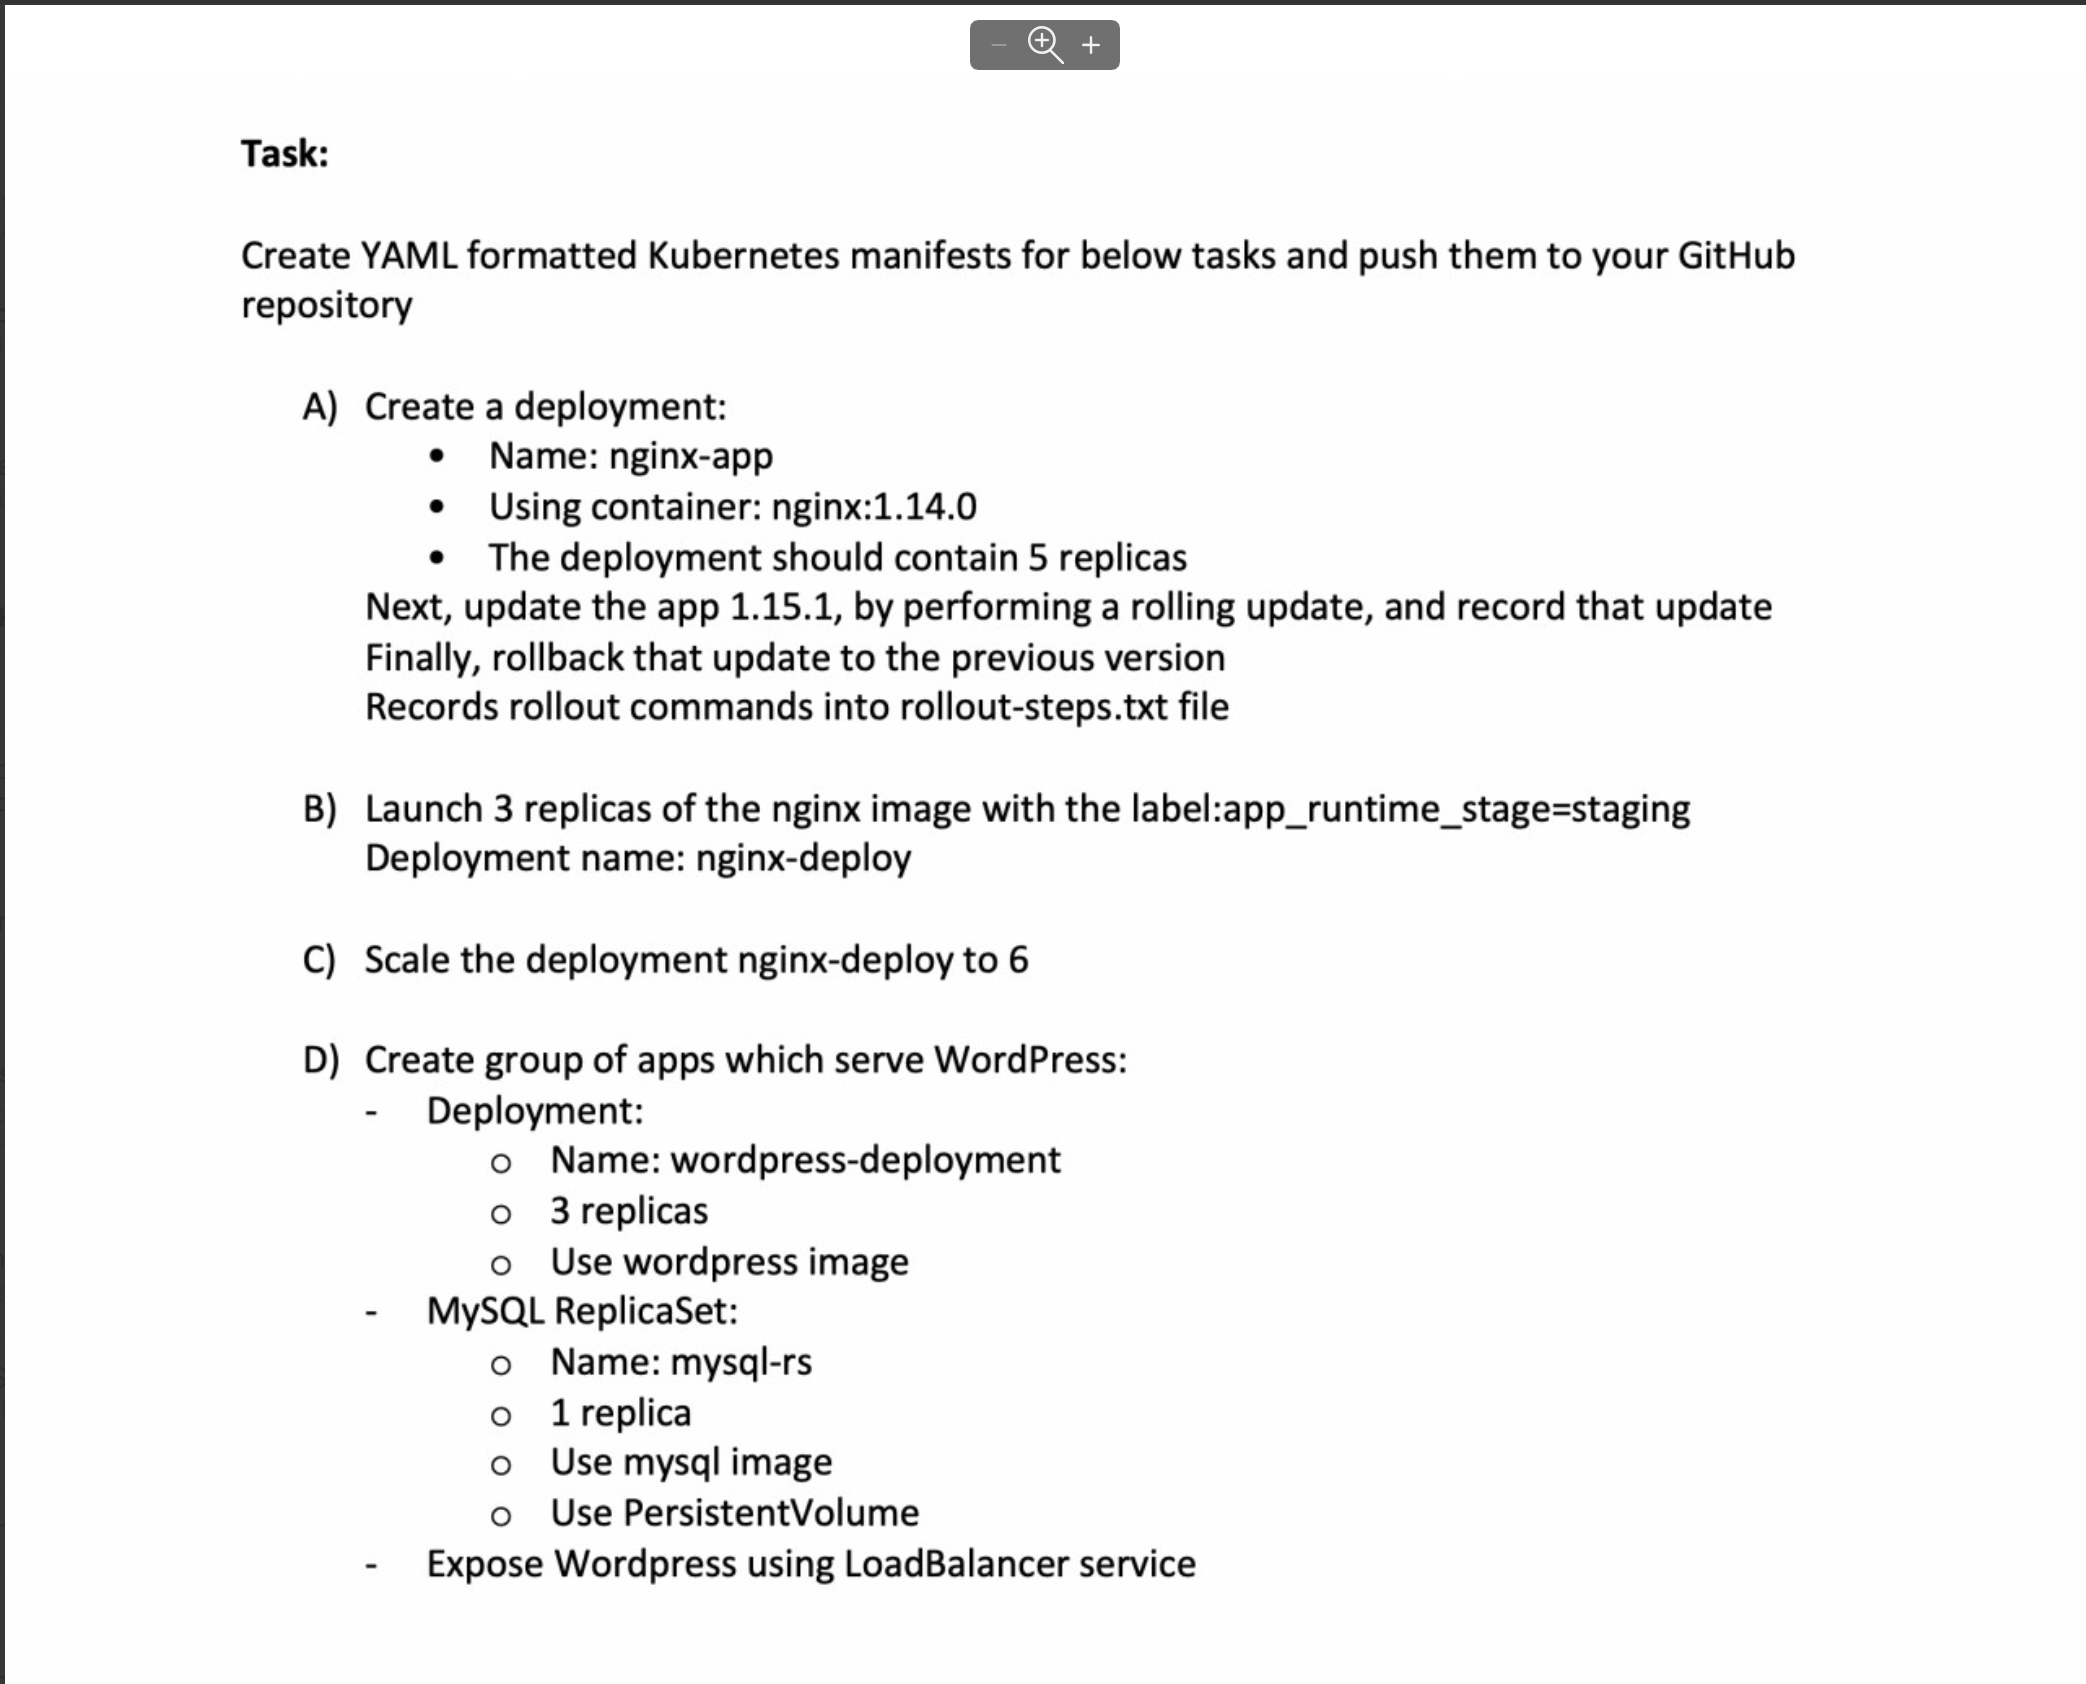 Task:
Create YAML formatted Kubernetes manifests for below tasks and push them to your GitHub
repository
A) Create a deployment:
• Name: nginx-app
• Using container: nginx:1.14.0
• The deployment should contain 5 replicas
Next, update the app 1.15.1, by performing a rolling update, and record that update
Finally, rollback that update to the previous version
Records rollout commands into rollout-steps.txt file
B) Launch 3 replicas of the nginx image with the label:app_runtime_stage=staging
Deployment name: nginx-deploy
C) Scale the deployment nginx-deploy to 6
D) Create group of apps which serve WordPress:
- Deployment:
o Name: wordpress-deployment
o 3 replicas
o Use wordpress image
- MySQL ReplicaSet:
o Name: mysql-rs
o 1 replica
o Use mysql image
o Use PersistentVolume
- Expose Wordpress using LoadBalancer service